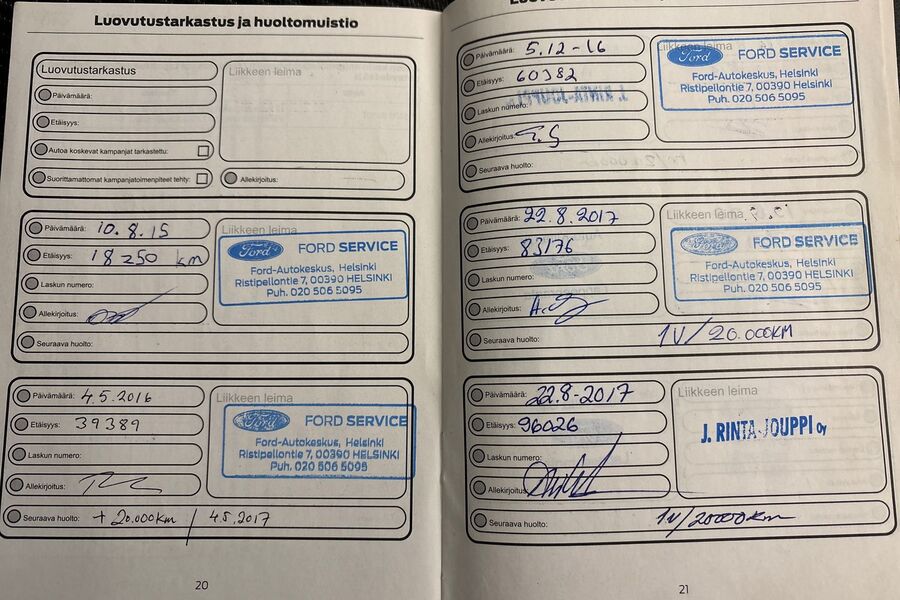 Luovutustarkastus ja huoltomuistio
Luovutustarkastus
Liikkeen leima
Päivämäärä:
Etäisyys:
Autoa koskevat kampanjat tarkastettu:
Suorittamattomat kampanjatoimenpiteet tehty:
Allekirjoitus:
Päivämäärä: 10.8.15
Etäisyys: 18250 km
Laskun numero:
Allekirjoitus:
Seuraava huolto:
Ford FORD SERVICE
Ford-Autokeskus, Helsinki
Ristipellontie 7, 00390 HELSINKI
Puh. 020 506 5095
Päivämäärä: 4.5.2016
Etäisyys: 39389
Laskun numero:
Allekirjoitus:
Seuraava huolto: +20.000km / 4.5.2017
Liikkeen leima
Ford FORD SERVICE
Ford-Autokeskus, Helsinki
Ristipellontie 7, 00390 HELSINKI
Puh. 020 506 5095
20
Päivämäärä: 5.12-16
Etäisyys: 60382
Laskun numero:
Allekirjoitus:
Seuraava huolto:
Liikkeen leima
Ford FORD SERVICE
Ford-Autokeskus, Helsinki
Ristipellontie 7, 00390 HELSINKI
Puh. 020 506 5095
Päivämäärä: 22.8.2017
Etäisyys: 83176
Laskun numero:
Allekirjoitus:
Seuraava huolto: 1V/20.000KM
Liikkeen leima
Ford FORD SERVICE
Ford-Autokeskus, Helsinki
Ristipellontie 7, 00390 HELSINKI
Puh. 020 506 5095
Päivämäärä: 22.8-2017
Etäisyys: 96026
Laskun numero:
Allekirjoitus:
Seuraava huolto: 1V/20000km
Liikkeen leima
J. RINTA-JOUPPI Oy
21